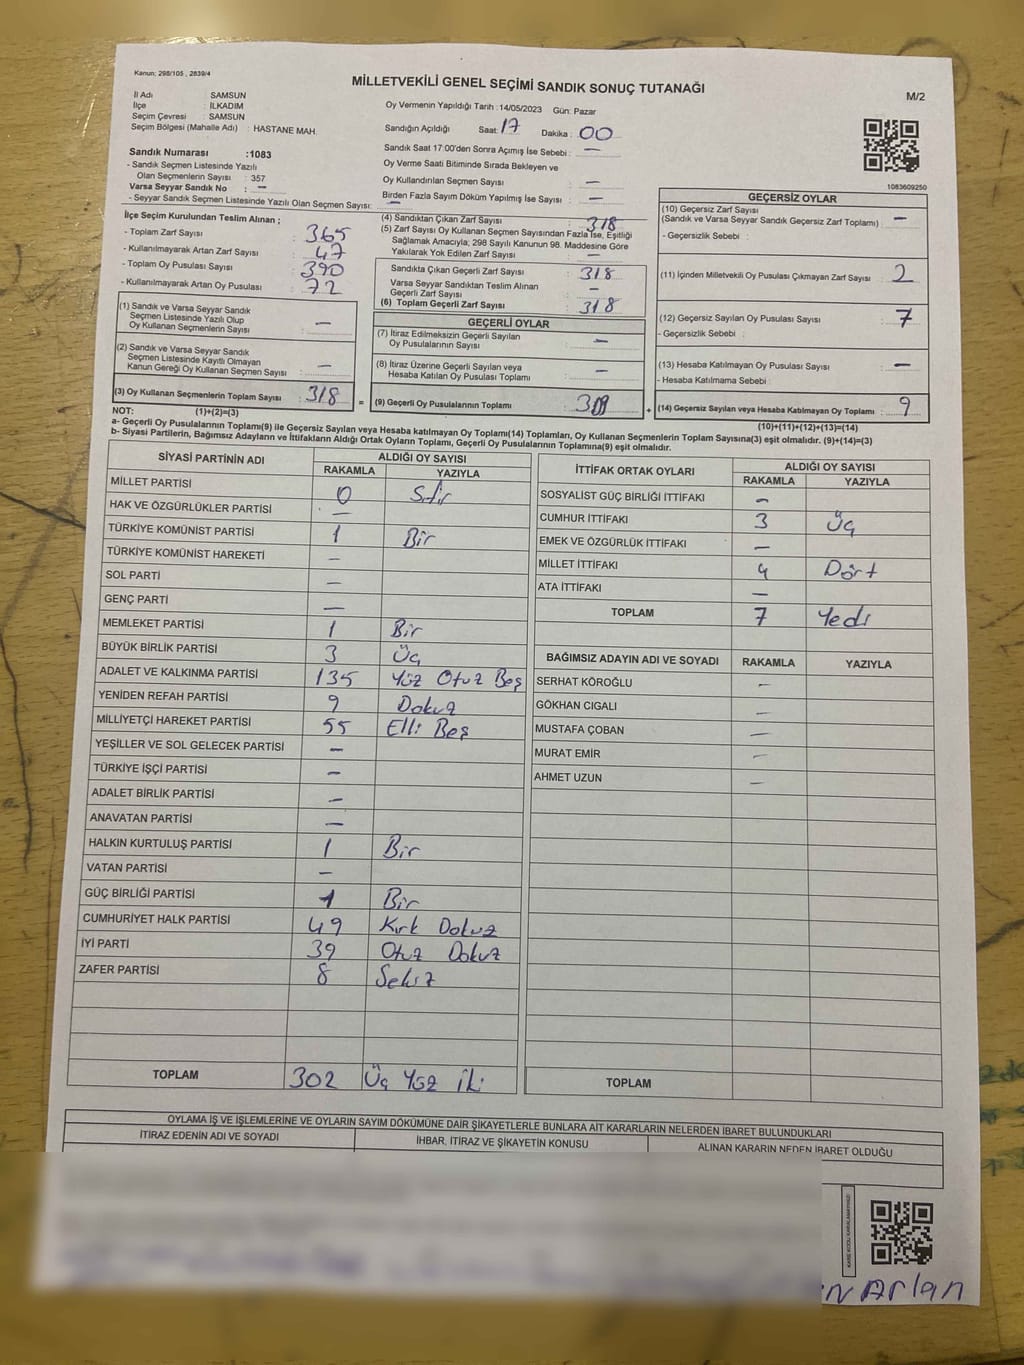 Kanun; 298/105 , 2839/4
MİLLETVEKİLİ GENEL SEÇİMİ SANDIK SONUÇ TUTANAĞI
M/2
İl Adı : SAMSUN
İlçe : İLKADIM
Seçim Çevresi : SAMSUN
Seçim Bölgesi (Mahalle Adı) : HASTANE MAH.
Oy Vermenin Yapıldığı Tarih : 14/05/2023 Gün: Pazar
Sandığın Açıldığı Saat: 17 Dakika : 00
Sandık Saat 17:00'den Sonra Açımış İse Sebebi : —
Oy Verme Saati Bitiminde Sırada Bekleyen ve
Oy Kullandırılan Seçmen Sayısı : —
Birden Fazla Sayım Döküm Yapılmış İse Sayısı : —
Sandık Numarası :1083
- Sandık Seçmen Listesinde Yazılı
Olan Seçmenlerin Sayısı : 357
Varsa Seyyar Sandık No : —
- Seyyar Sandık Seçmen Listesinde Yazılı Olan Seçmen Sayısı: —
1083609250
İlçe Seçim Kurulundan Teslim Alınan ;
- Toplam Zarf Sayısı : 365
- Kullanılmayarak Artan Zarf Sayısı : 47
- Toplam Oy Pusulası Sayısı : 390
- Kullanılmayarak Artan Oy Pusulası : 72
(4) Sandıktan Çıkan Zarf Sayısı : 318
(5) Zarf Sayısı Oy Kullanan Seçmen Sayısından Fazla İse, Eşitliği
Sağlamak Amacıyla; 298 Sayılı Kanunun 98. Maddesine Göre
Yakılarak Yok Edilen Zarf Sayısı : —
Sandıkta Çıkan Geçerli Zarf Sayısı : 318
Varsa Seyyar Sandıktan Teslim Alınan
Geçerli Zarf Sayısı : —
(6) Toplam Geçerli Zarf Sayısı : 318
GEÇERSİZ OYLAR
(10) Geçersiz Zarf Sayısı : —
(Sandık ve Varsa Seyyar Sandık Geçersiz Zarf Toplamı)
- Geçersizlik Sebebi :
(11) İçinden Milletvekili Oy Pusulası Çıkmayan Zarf Sayısı : 2
(12) Geçersiz Sayılan Oy Pusulası Sayısı : 7
- Geçersizlik Sebebi :
(13) Hesaba Katılmayan Oy Pusulası Sayısı : —
- Hesaba Katılmama Sebebi :
(14) Geçersiz Sayılan veya Hesaba Katılmayan Oy Toplamı : 9
(10)+(11)+(12)+(13)=(14)
(1) Sandık ve Varsa Seyyar Sandık
Seçmen Listesinde Yazılı Olup
Oy Kullanan Seçmenlerin Sayısı : —
(2) Sandık ve Varsa Seyyar Sandık
Seçmen Listesinde Kayıtlı Olmayan
Kanun Gereği Oy Kullanan Seçmen Sayısı : —
(3) Oy Kullanan Seçmenlerin Toplam Sayısı : 318
=
GEÇERLİ OYLAR
(7) İtiraz Edilmeksizin Geçerli Sayılan
Oy Pusulalarının Sayısı : —
(8) İtiraz Üzerine Geçerli Sayılan veya
Hesaba Katılan Oy Pusulası Toplamı : —
(9) Geçerli Oy Pusulalarının Toplamı :
+
NOT: (1)+(2)=(3)
a- Geçerli Oy Pusulalarının Toplamı(9) ile Geçersiz Sayılan veya Hesaba katılmayan Oy Toplamı(14) Toplamları, Oy Kullanan Seçmenlerin Toplam Sayısına(3) eşit olmalıdır. (9)+(14)=(3)
b- Siyasi Partilerin, Bağımsız Adayların ve İttifakların Aldığı Ortak Oyların Toplamı, Geçerli Oy Pusulalarının Toplamına(9) eşit olmalıdır.
SİYASİ PARTİNİN ADI ALDIĞI OY SAYISI
RAKAMLA YAZIYLA
MİLLET PARTİSİ 0 Sıfır
HAK VE ÖZGÜRLÜKLER PARTİSİ —
TÜRKİYE KOMÜNİST PARTİSİ 1 Bir
TÜRKİYE KOMÜNİST HAREKETİ —
SOL PARTİ —
GENÇ PARTİ —
MEMLEKET PARTİSİ 1 Bir
BÜYÜK BİRLİK PARTİSİ 3 Üç
ADALET VE KALKINMA PARTİSİ 135 Yüz Otuz Beş
YENİDEN REFAH PARTİSİ 9 Dokuz
MİLLİYETÇİ HAREKET PARTİSİ 55 Elli Beş
YEŞİLLER VE SOL GELECEK PARTİSİ —
TÜRKİYE İŞÇİ PARTİSİ —
ADALET BİRLİK PARTİSİ —
ANAVATAN PARTİSİ —
HALKIN KURTULUŞ PARTİSİ 1 Bir
VATAN PARTİSİ —
GÜÇ BİRLİĞİ PARTİSİ 1 Bir
CUMHURİYET HALK PARTİSİ 49 Kırk Dokuz
İYİ PARTİ 39 Otuz Dokuz
ZAFER PARTİSİ 8 Sekiz
TOPLAM 302 Üç Yüz İki
İTTİFAK ORTAK OYLARI ALDIĞI OY SAYISI
RAKAMLA YAZIYLA
SOSYALİST GÜÇ BİRLİĞİ İTTİFAKI —
CUMHUR İTTİFAKI 3 Üç
EMEK VE ÖZGÜRLÜK İTTİFAKI —
MİLLET İTTİFAKI 4 Dört
ATA İTTİFAKI —
TOPLAM 7 Yedi
BAĞIMSIZ ADAYIN ADI VE SOYADI RAKAMLA YAZIYLA
SERHAT KÖROĞLU —
GÖKHAN CIGALI —
MUSTAFA ÇOBAN —
MURAT EMİR —
AHMET UZUN —
TOPLAM
OYLAMA İŞ VE İŞLEMLERİNE VE OYLARIN SAYIM DÖKÜMÜNE DAİR ŞİKAYETLERLE BUNLARA AİT KARARLARIN NELERDEN İBARET BULUNDUKLARI
İTİRAZ EDENİN ADI VE SOYADI İHBAR, İTİRAZ VE ŞİKAYETİN KONUSU ALINAN KARARIN NEDEN İBARET OLDUĞU
KARE KODU KARALAMAYINIZ!
Arlan